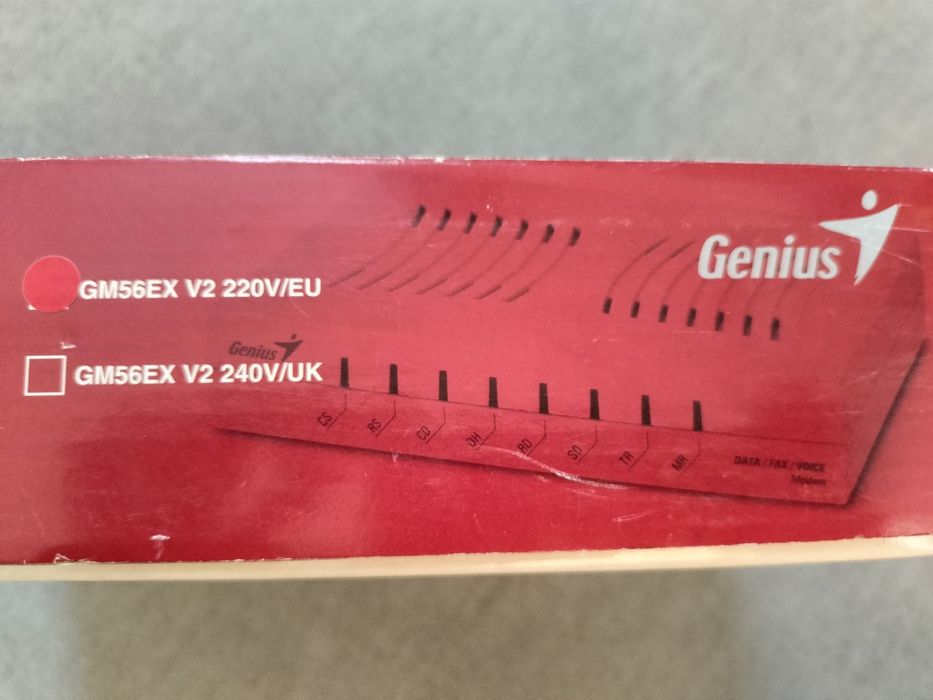 Genius
GM56EX V2 220V/EU
Genius
GM56EX V2 240V/UK
CS RS CD OH RD SD TR MR
DATA / FAX / VOICE
Modem